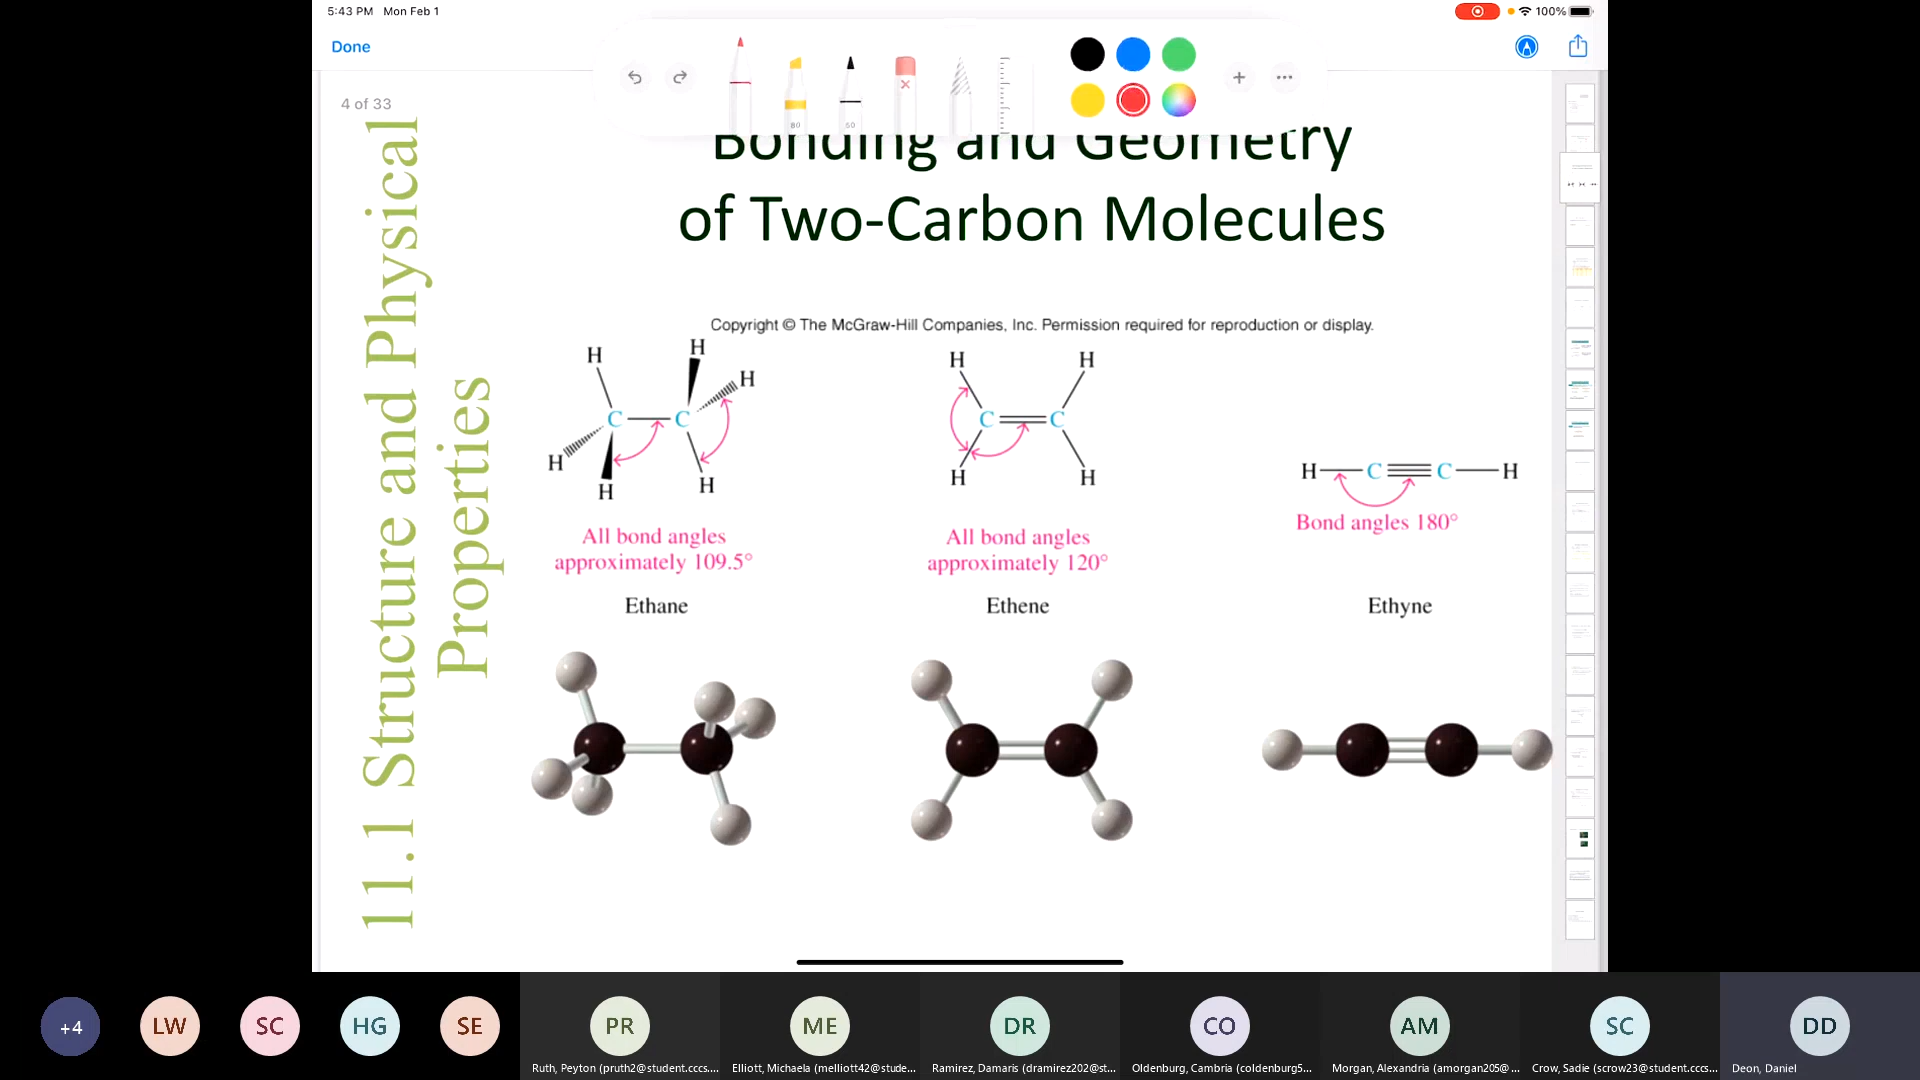 5:43 PM Mon Feb 1
100%
Done
80
50
4 of 33
Bonding and Geometry
of Two-Carbon Molecules
11.1 Structure and Physical
Properties
Copyright © The McGraw-Hill Companies, Inc. Permission required for reproduction or display.
H H H
C C
H H H
All bond angles
approximately 109.5°
Ethane
H H
C C
H H
All bond angles
approximately 120°
Ethene
H C C H
Bond angles 180°
Ethyne
+4 LW SC HG SE PR ME DR CO AM SC DD
Ruth, Peyton (pruth2@student.cccs....
Elliott, Michaela (melliott42@stude...
Ramirez, Damaris (dramirez202@st...
Oldenburg, Cambria (coldenburg5...
Morgan, Alexandria (amorgan205@...
Crow, Sadie (scrow23@student.cccs...
Deon, Daniel